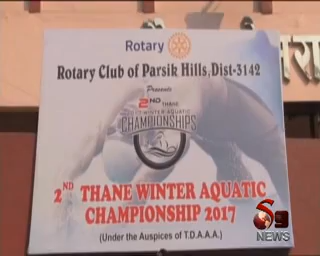 Rotary
Rotary Club of Parsik Hills,Dist-3142
Presents
2ND THANE
CHAMPIONSHIPS
2ND THANE WINTER AQUATIC
CHAMPIONSHIP 2017
(Under the Auspices of T.D.A.A.A.)
NEWS